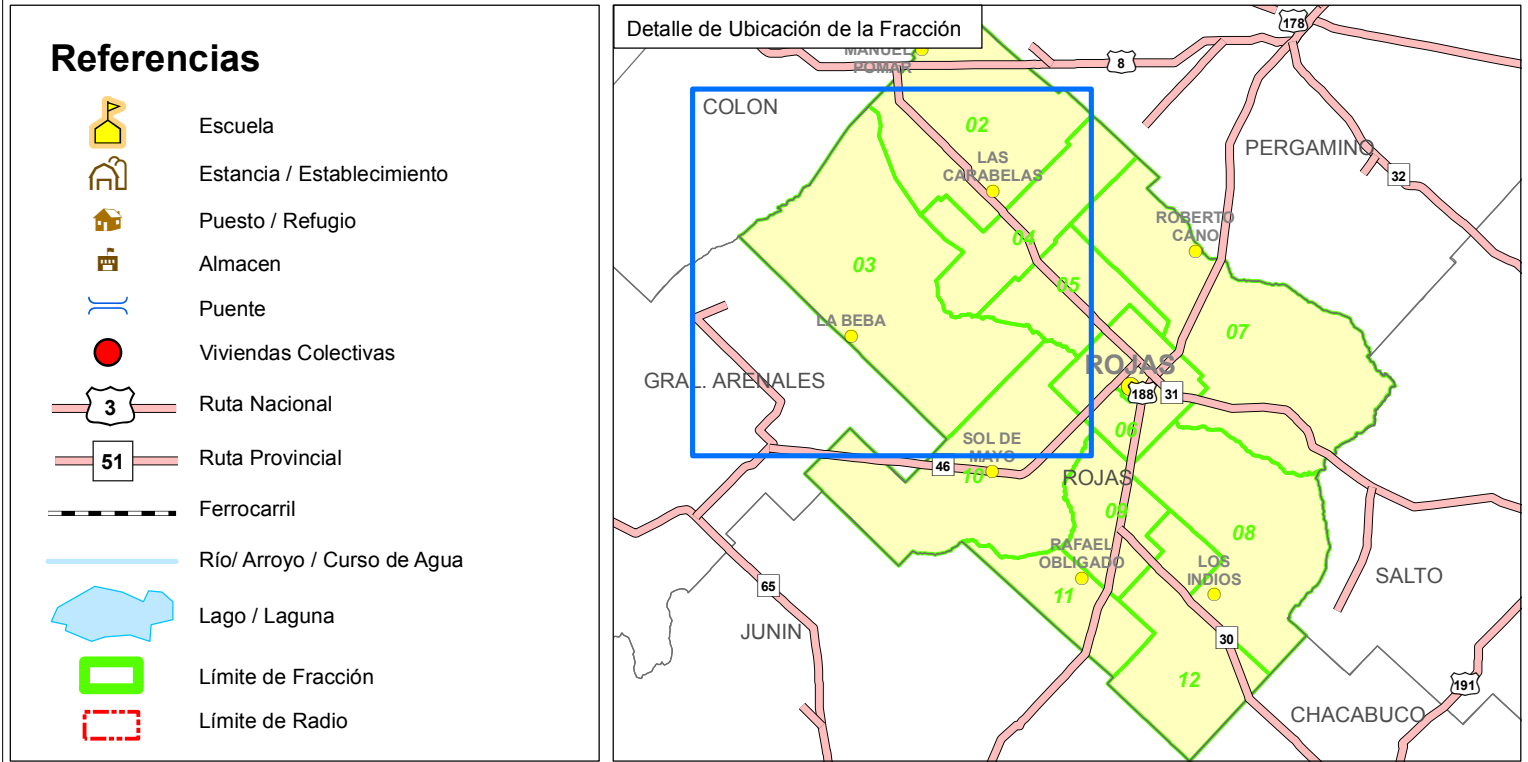 Referencias
Escuela
Estancia / Establecimiento
Puesto / Refugio
Almacen
Puente
Viviendas Colectivas
3
Ruta Nacional
51
Ruta Provincial
Ferrocarril
Río/ Arroyo / Curso de Agua
Lago / Laguna
Límite de Fracción
Límite de Radio
Detalle de Ubicación de la Fracción
178
MANUEL
POMAR
8
COLON
02
PERGAMINO
LAS
CARABELAS
32
ROBERTO
CANO
04
03
05
LA BEBA
07
ROJAS
GRAL. ARENALES
188
31
06
SOL DE
MAYO
46
10
ROJAS
09
08
RAFAEL
OBLIGADO
LOS
INDIOS
SALTO
65
11
JUNIN
30
12
191
CHACABUCO